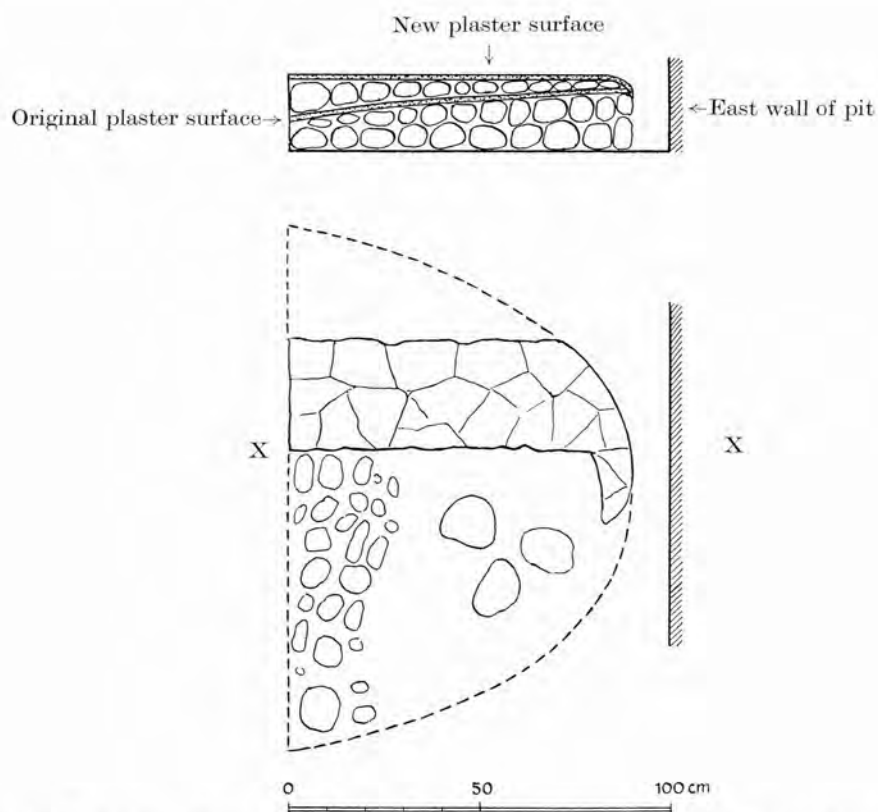 New plaster surface
Original plaster surface
East wall of pit
X X
0 50 100 cm